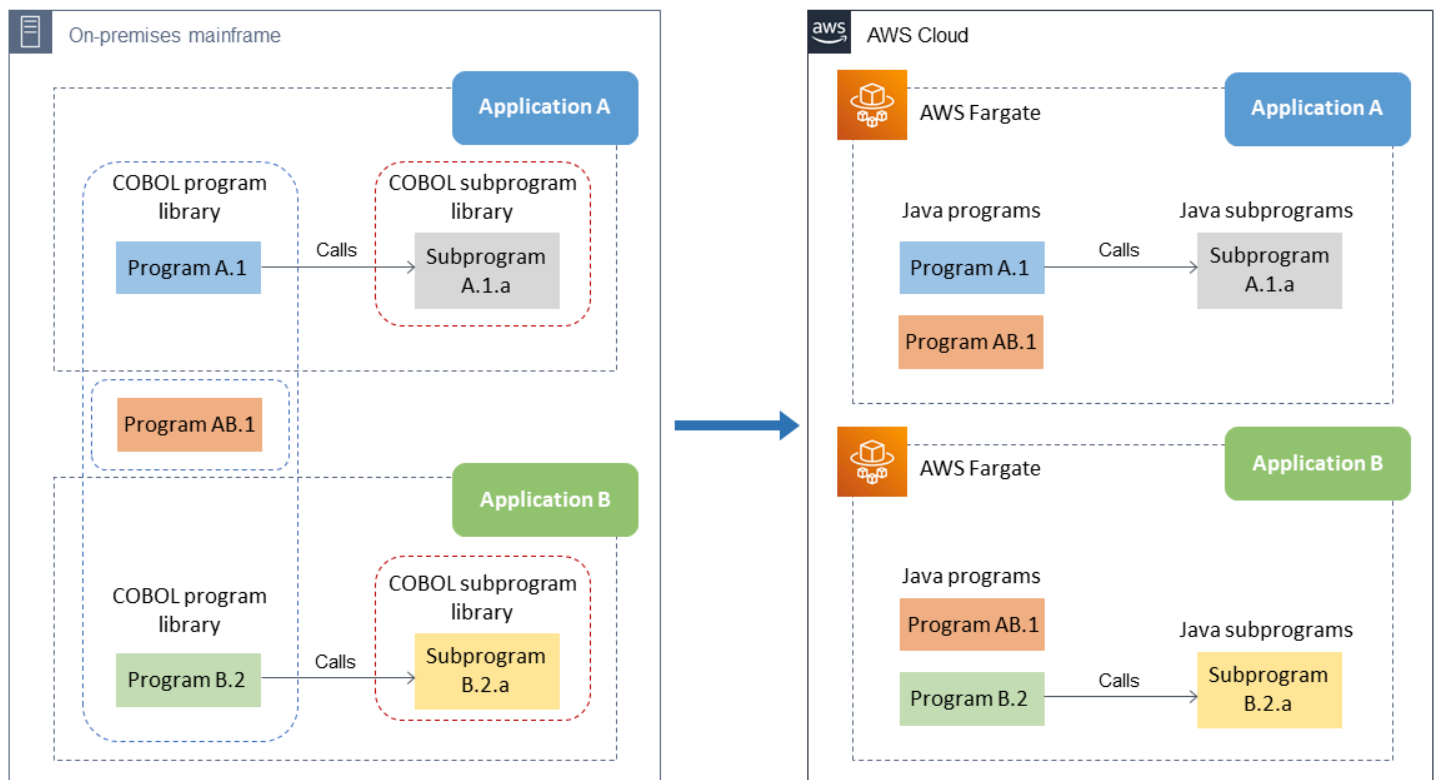 On-premises mainframe
Application A
COBOL program
library
COBOL subprogram
library
Program A.1
Calls
Subprogram
A.1.a
Program AB.1
Application B
COBOL program
library
COBOL subprogram
library
Program B.2
Calls
Subprogram
B.2.a
aws
AWS Cloud
AWS Fargate
Application A
Java programs
Java subprograms
Program A.1
Calls
Subprogram
A.1.a
Program AB.1
AWS Fargate
Application B
Java programs
Program AB.1
Java subprograms
Program B.2
Calls
Subprogram
B.2.a